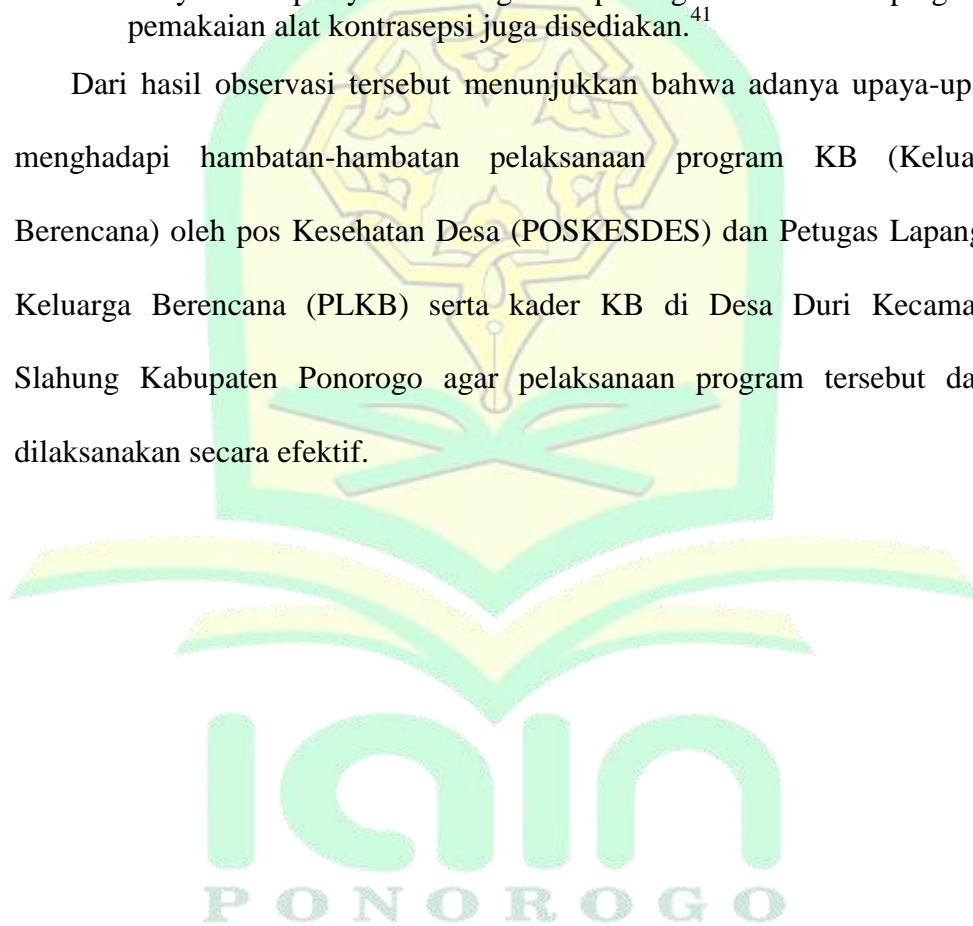 pemakaian alat kontrasepsi juga disediakan.41
Dari hasil observasi tersebut menunjukkan bahwa adanya upaya-up
menghadapi hambatan-hambatan pelaksanaan program KB (Kelua
Berencana) oleh pos Kesehatan Desa (POSKESDES) dan Petugas Lapang
Keluarga Berencana (PLKB) serta kader KB di Desa Duri Kecama
Slahung Kabupaten Ponorogo agar pelaksanaan program tersebut da
dilaksanakan secara efektif.
iain
PONOROGO